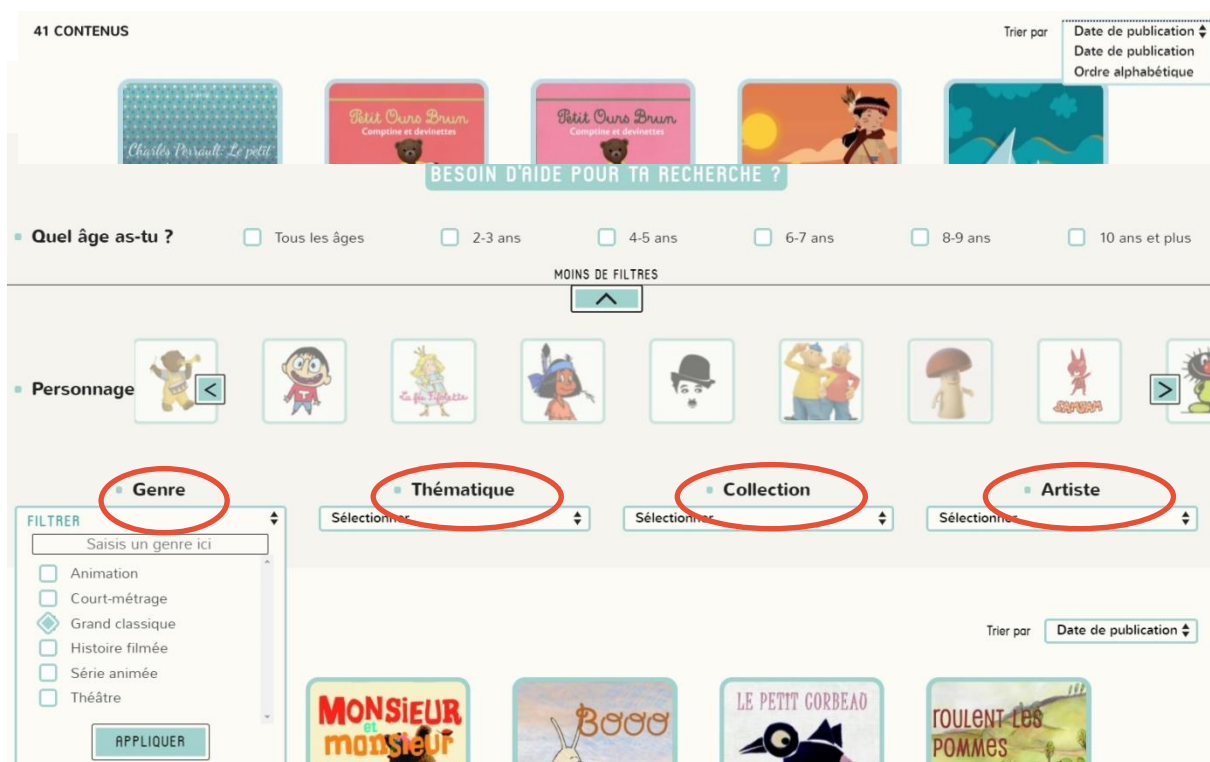 41 CONTENUS
Trier par
Date de publication
Date de publication
Ordre alphabétique
Charles Perrault: Le petit
Petit Ours Brun
Comptine et devinettes
Petit Ours Brun
Comptine et devinettes
BESOIN D'AIDE POUR TA RECHERCHE ?
Quel âge as-tu ?
Tous les âges
2-3 ans
4-5 ans
6-7 ans
8-9 ans
10 ans et plus
MOINS DE FILTRES
Personnage
<
T
La fée Fifolette
SAMSAM
>
Genre
Thématique
Collection
Artiste
FILTRER
Sélectionner
Sélectionner
Sélectionner
Saisis un genre ici
Animation
Court-métrage
Grand classique
Histoire filmée
Série animée
Théâtre
APPLIQUER
Trier par
Date de publication
MONSIEUR
et
monsieur
BOOO
LE PETIT CORBEAU
ROULENT LES
POMMES